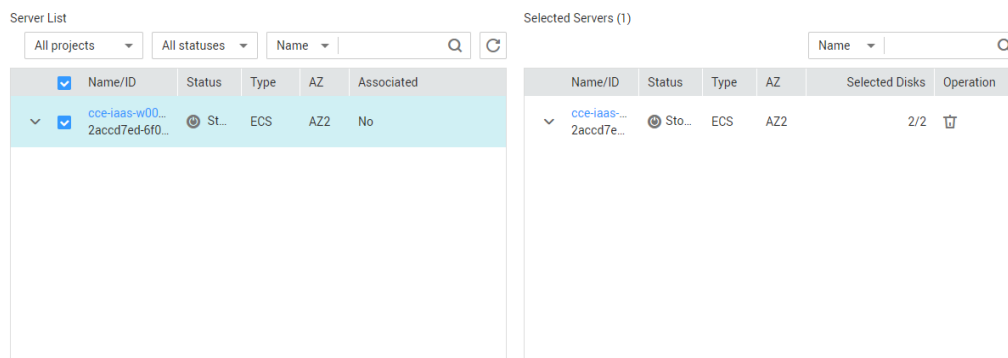 Server List
All projects All statuses Name
Name/ID Status Type AZ Associated
cce-iaas-w00... St... ECS AZ2 No
2accd7ed-6f0...
Selected Servers (1)
Name
Name/ID Status Type AZ Selected Disks Operation
cce-iaas-... Sto... ECS AZ2 2/2
2accd7e...